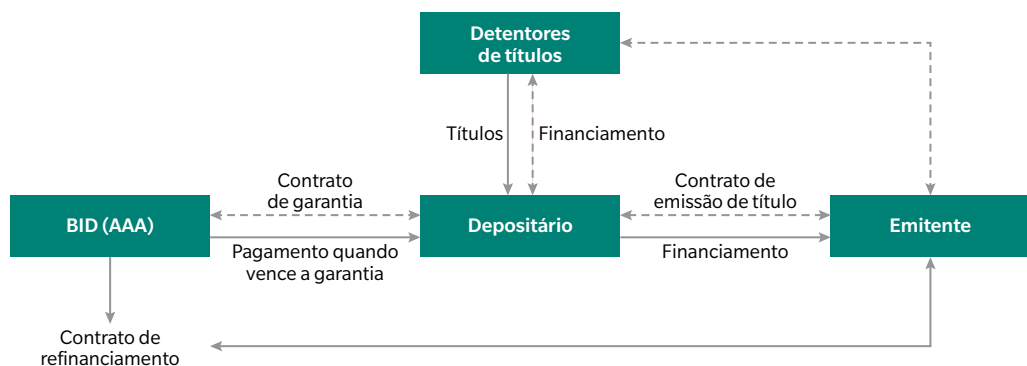 Detentores
de títulos
Títulos
Financiamento
Contrato
de garantia
Contrato de
emissão de título
BID (AAA)
Depositário
Emitente
Pagamento quando
vence a garantia
Financiamento
Contrato de
refinanciamento